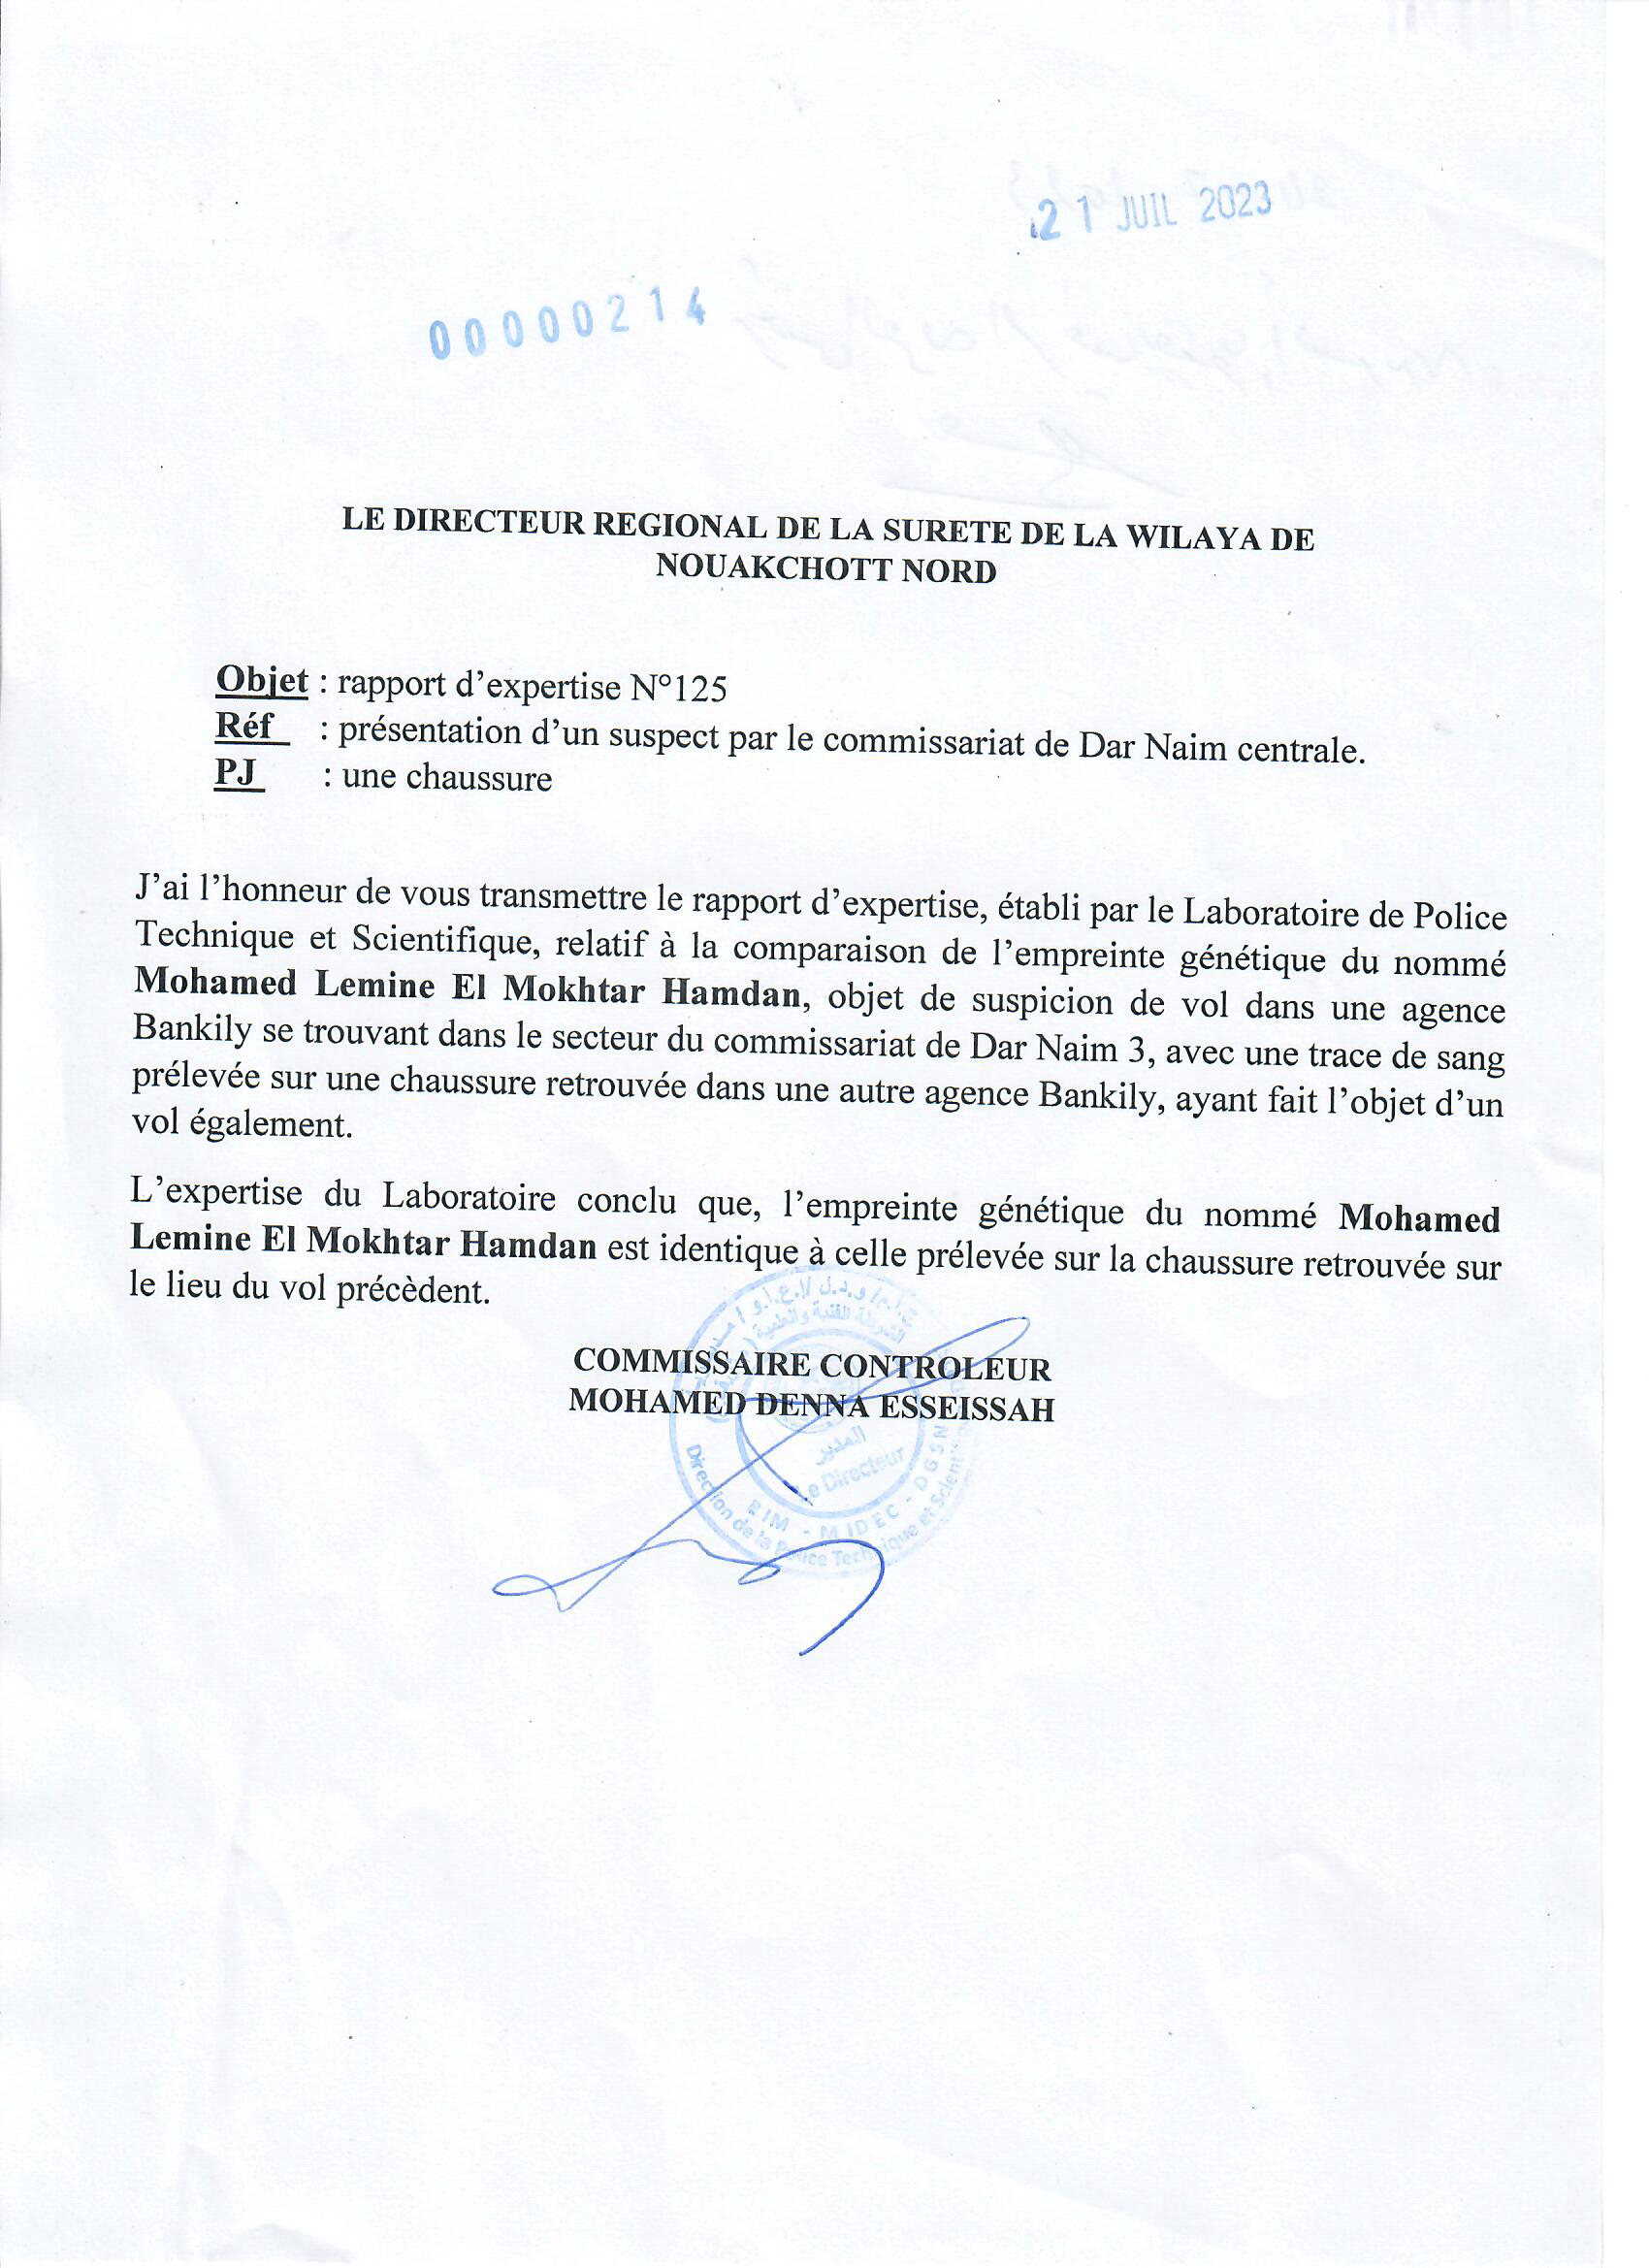 21 JUIL 2023
00000214
LE DIRECTEUR REGIONAL DE LA SURETE DE LA WILAYA DE
NOUAKCHOTT NORD
Objet : rapport d’expertise N°125
Réf : présentation d’un suspect par le commissariat de Dar Naim centrale.
PJ : une chaussure
J’ai l’honneur de vous transmettre le rapport d’expertise, établi par le Laboratoire de Police
Technique et Scientifique, relatif à la comparaison de l’empreinte génétique du nommé
Mohamed Lemine El Mokhtar Hamdan, objet de suspicion de vol dans une agence
Bankily se trouvant dans le secteur du commissariat de Dar Naim 3, avec une trace de sang
prélevée sur une chaussure retrouvée dans une autre agence Bankily, ayant fait l’objet d’un
vol également.
L’expertise du Laboratoire conclu que, l’empreinte génétique du nommé Mohamed
Lemine El Mokhtar Hamdan est identique à celle prélevée sur la chaussure retrouvée sur
le lieu du vol précèdent.
COMMISSAIRE CONTROLEUR
MOHAMED DENNA ESSEISSAH
الشرطة الفنية والعلمية
المدير
Le Directeur
RIM - MIDEC - DGSN
Direction de la Police Technique et Scient